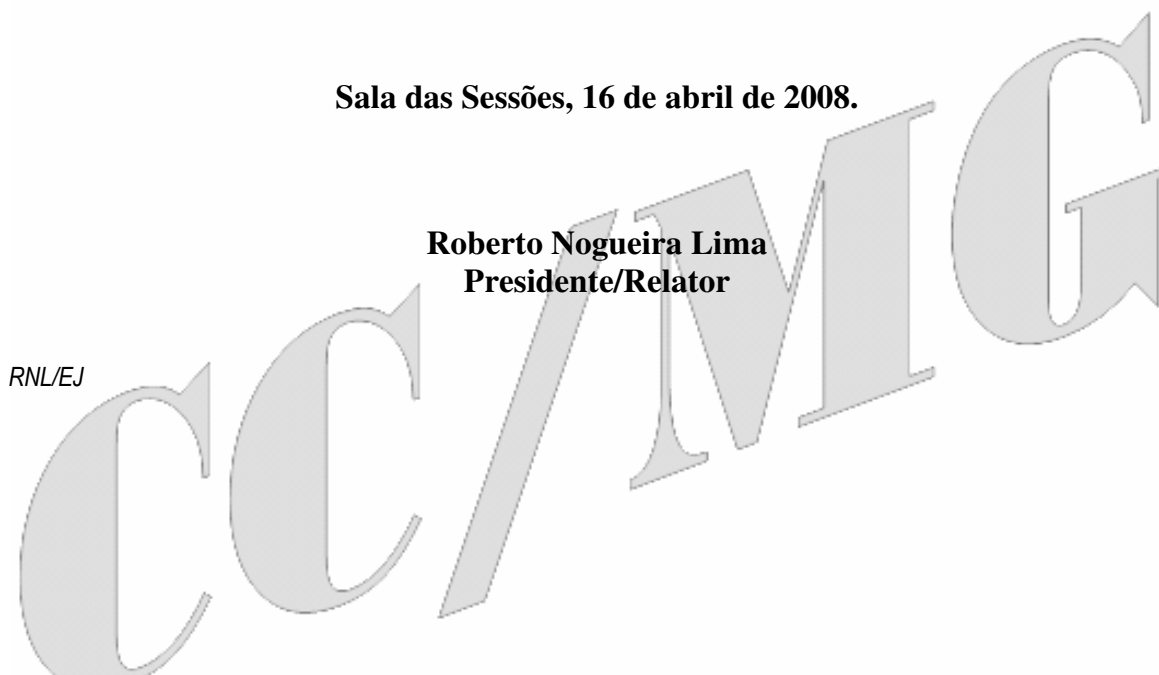 Sala das Sessões, 16 de abril de 2008.
Roberto Nogueira Lima
Presidente/Relator
RNL/EJ
CC/MG